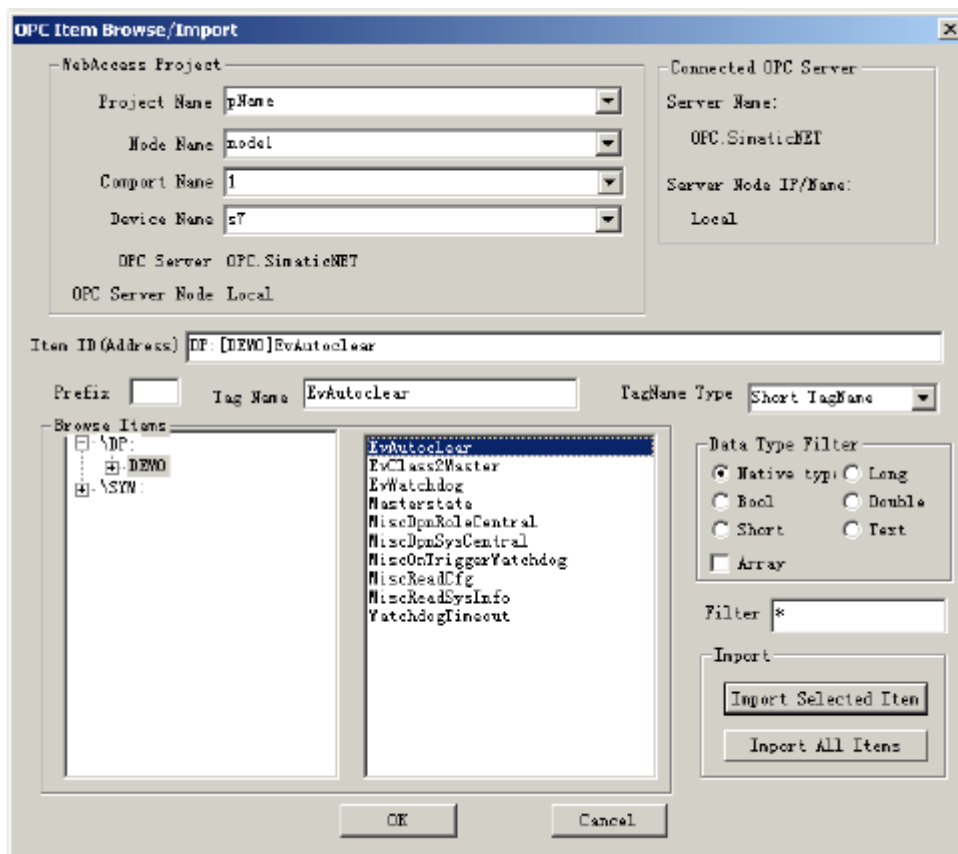 OPC Item Browse/Import
WebAccess Project
Project Name pName
Node Name node1
Comport Name 1
Device Name s7
OPC Server OPC.SimaticNET
OPC Server Node Local
Connected OPC Server
Server Name:
OPC.SimaticNET
Server Node IP/Name:
Local
Item ID(Address) DP:[DEMO]EvAutoclear
Prefix Tag Name EvAutoclear TagName Type Short TagName
Browse Items
\DP:
DEMO
\SYM:
EvAutoclear
EvClass2Master
EvWatchdog
Masterstate
MiscDpnRoleCentral
MiscDpnSysCentral
MiscOnTriggerWatchdog
MiscReadCfg
MiscReadSysInfo
WatchdogTimeout
Data Type Filter
Native typ Long
Bool Double
Short Text
Array
Filter *
Import
Import Selected Item
Import All Items
OK Cancel